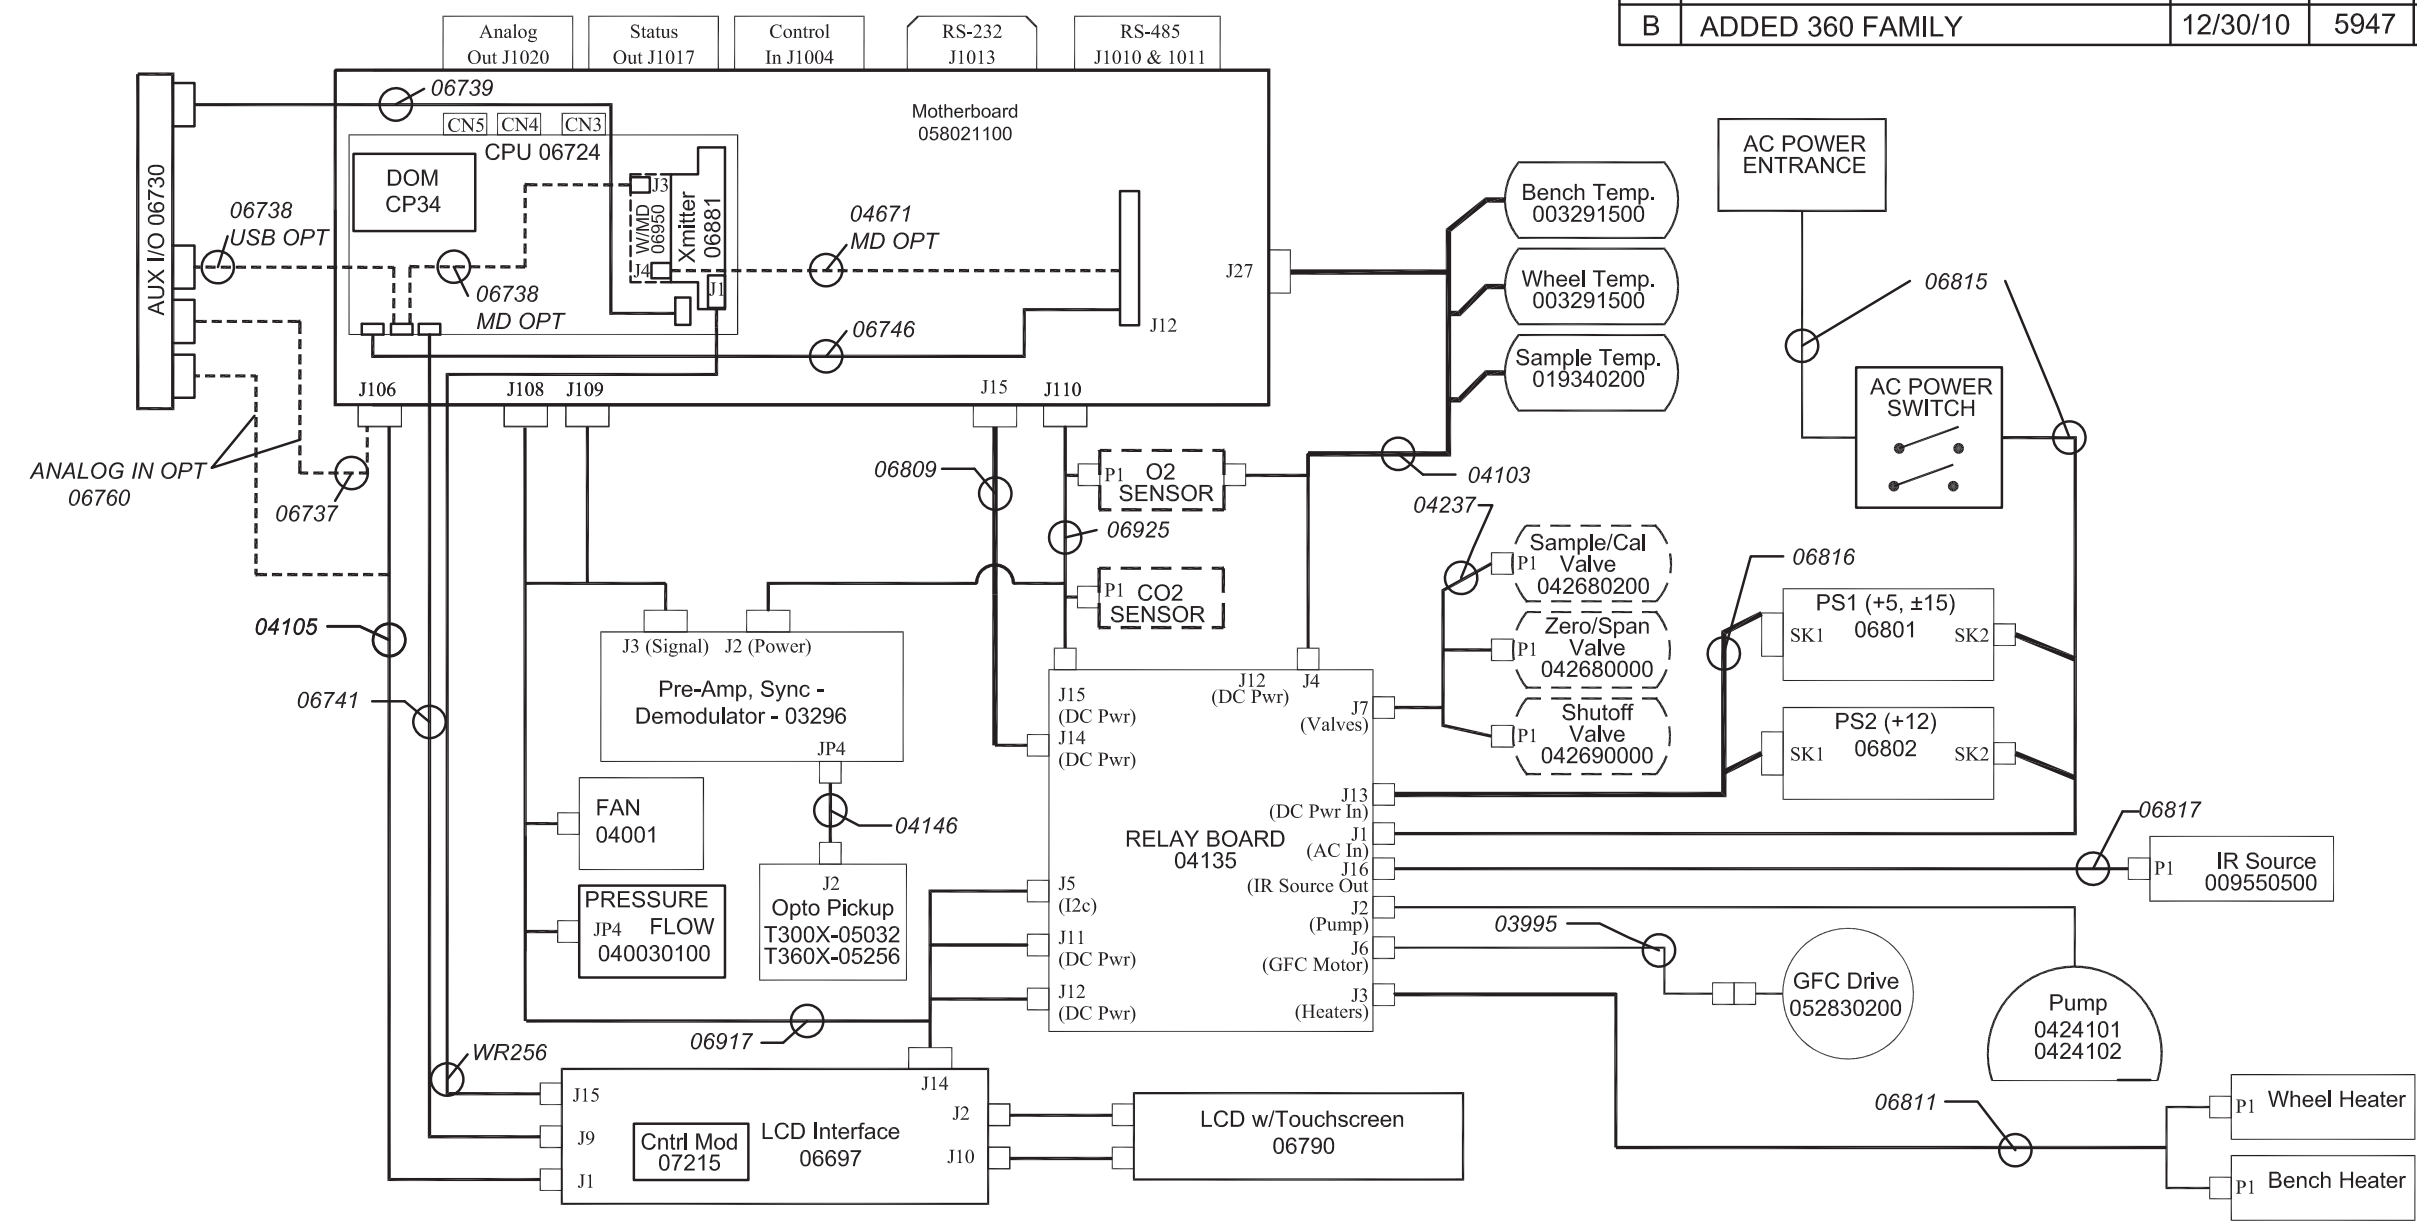 B ADDED 360 FAMILY 12/30/10 5947
Analog
Out J1020
Status
Out J1017
Control
In J1004
RS-232
J1013
RS-485
J1010 & 1011
06739
Motherboard
058021100
CN5 CN4 CN3
CPU 06724
DOM
CP34
AUX I/O 06730
06738
USB OPT
06738
MD OPT
J3
W/MD
06950
J4
Xmitter
06881
J1
04671
MD OPT
06746
J12
J27
J106
J108
J109
J15
J110
ANALOG IN OPT
06760
06737
Bench Temp.
003291500
Wheel Temp.
003291500
Sample Temp.
019340200
AC POWER
ENTRANCE
06815
AC POWER
SWITCH
06809
P1
O2
SENSOR
04103
06925
P1
CO2
SENSOR
04237
Sample/Cal
P1 Valve
042680200
Zero/Span
P1 Valve
042680000
Shutoff
P1 Valve
042690000
06816
PS1 (+5, ±15)
06801
SK1
SK2
PS2 (+12)
06802
SK1
SK2
04105
06741
J3 (Signal) J2 (Power)
Pre-Amp, Sync -
Demodulator - 03296
JP4
04146
FAN
04001
PRESSURE
JP4 FLOW
040030100
J2
Opto Pickup
T300X-05032
T360X-05256
J12
(DC Pwr)
J4
J15
(DC Pwr)
J14
(DC Pwr)
J7
(Valves)
J13
(DC Pwr In)
J1
(AC In)
J16
(IR Source Out
J2
(Pump)
J6
(GFC Motor)
J3
(Heaters)
RELAY BOARD
04135
J5
(I2c)
J11
(DC Pwr)
J12
(DC Pwr)
06817
P1
IR Source
009550500
03995
GFC Drive
052830200
Pump
0424101
0424102
06917
WR256
J15
J9
J1
J14
J2
J10
Cntrl Mod
07215
LCD Interface
06697
LCD w/Touchscreen
06790
06811
P1 Wheel Heater
P1 Bench Heater